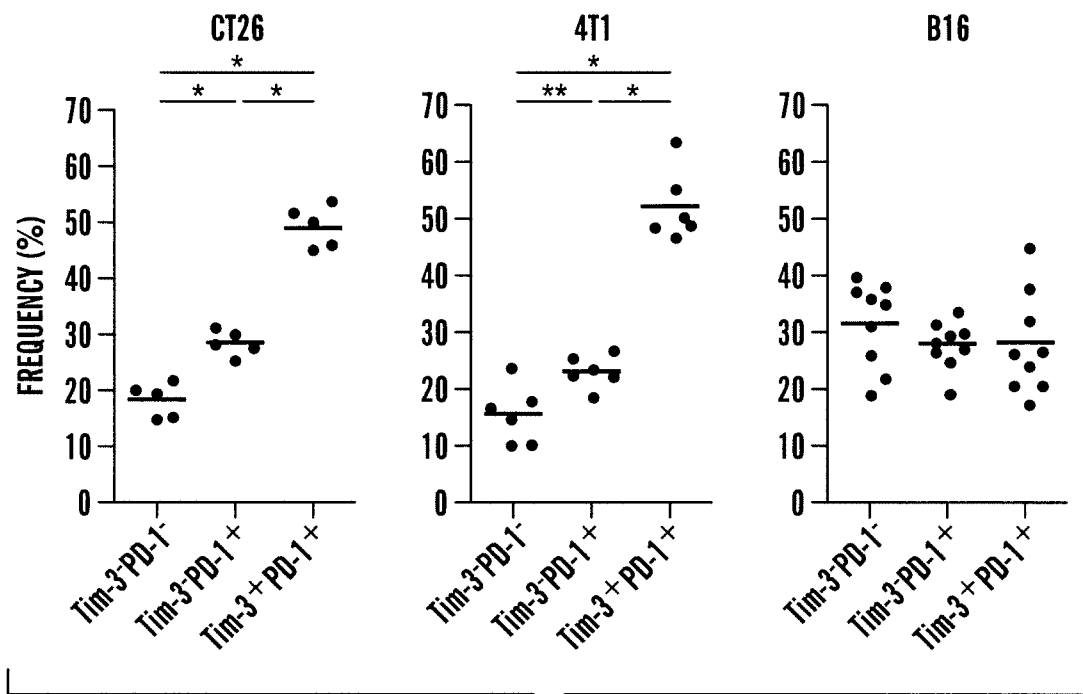 CT26
4T1
B16
*
* *
*
** *
FREQUENCY (%)
70
60
50
40
30
20
10
0
Tim-3⁻PD-1⁻
Tim-3⁻PD-1⁺
Tim-3⁺PD-1⁺
70
60
50
40
30
20
10
0
Tim-3⁻PD-1⁻
Tim-3⁻PD-1⁺
Tim-3⁺PD-1⁺
70
60
50
40
30
20
10
0
Tim-3⁻PD-1⁻
Tim-3⁻PD-1⁺
Tim-3⁺PD-1⁺